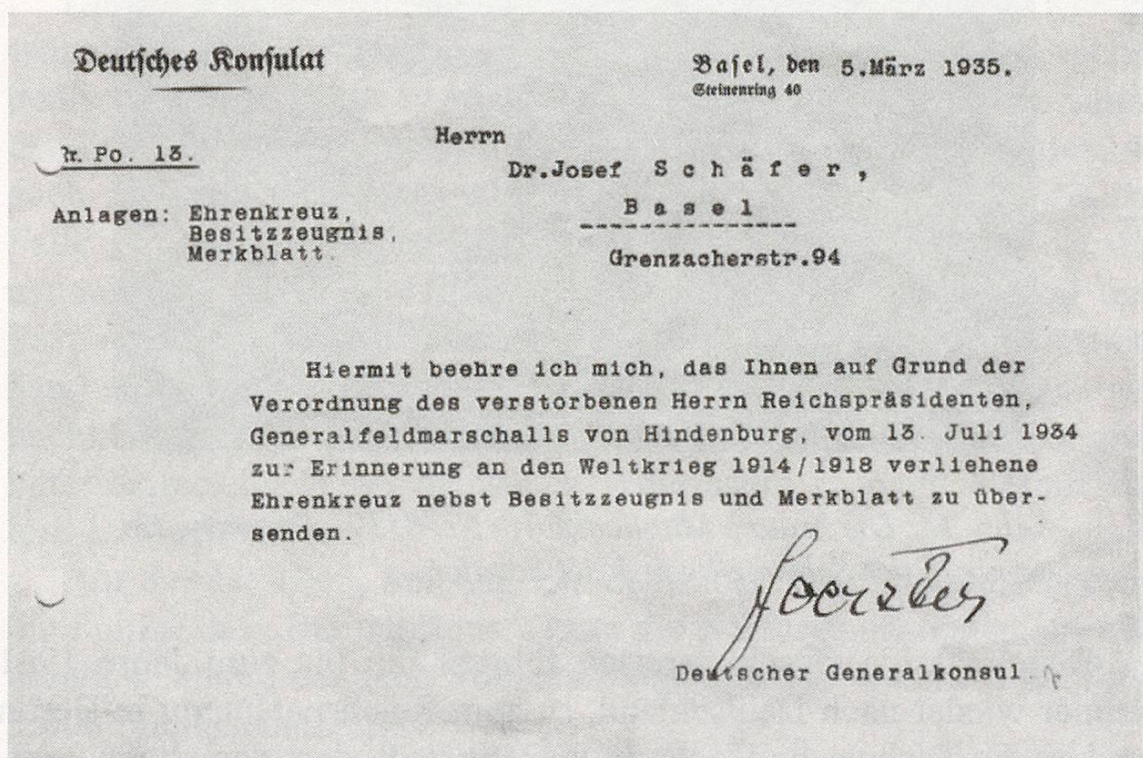 Deutsches Konsulat
Basel, den 5.März 1935.
Steinenring 40
Herrn
Dr.Josef Schäfer,
Basel
Grenzacherstr.94
Po. 13.
Anlagen: Ehrenkreuz,
Besitzzeugnis,
Merkblatt.
Hiermit beehre ich mich, das Ihnen auf Grund der
Verordnung des verstorbenen Herrn Reichspräsidenten,
Generalfeldmarschalls von Hindenburg, vom 13. Juli 1934
zur Erinnerung an den Weltkrieg 1914/1918 verliehene
Ehrenkreuz nebst Besitzzeugnis und Merkblatt zu über-
senden.
Deutscher Generalkonsul